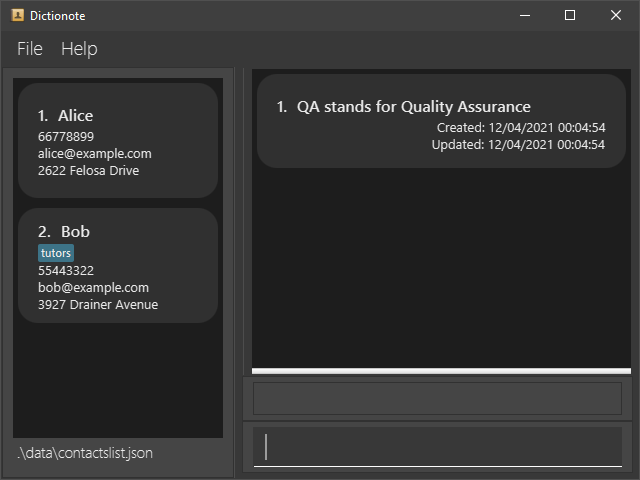 Dictionote
File Help
1. Alice
66778899
alice@example.com
2622 Felosa Drive
2. Bob
tutors
55443322
bob@example.com
3927 Drainer Avenue
.\data\contactslist.json
1. QA stands for Quality Assurance
Created: 12/04/2021 00:04:54
Updated: 12/04/2021 00:04:54